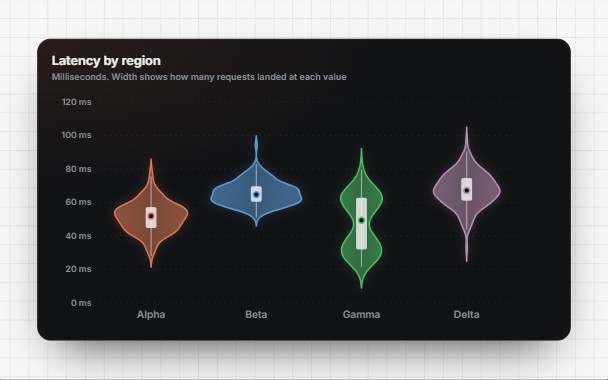 Latency by region
Milliseconds. Width shows how many requests landed at each value
120 ms
100 ms
80 ms
60 ms
40 ms
20 ms
0 ms
Alpha Beta Gamma Delta